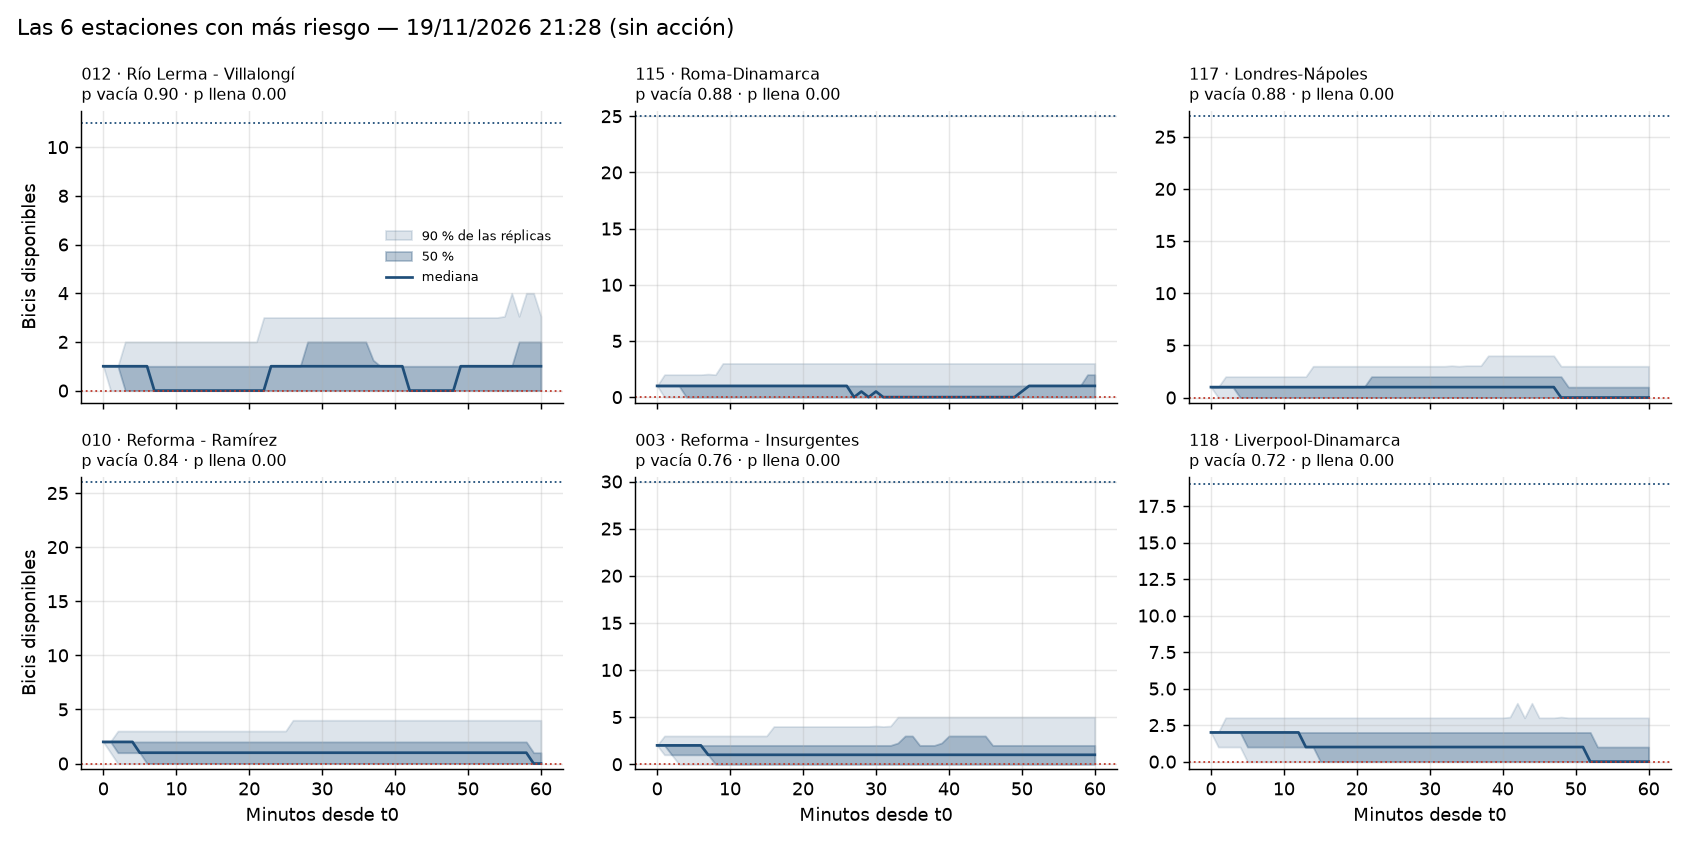 Las 6 estaciones con más riesgo — 19/11/2026 21:28 (sin acción)
012 · Río Lerma - Villalongí
p vacía 0.90 · p llena 0.00
Bicis disponibles
10
8
6
4
2
0
90 % de las réplicas
50 %
mediana
115 · Roma-Dinamarca
p vacía 0.88 · p llena 0.00
25
20
15
10
5
0
117 · Londres-Nápoles
p vacía 0.88 · p llena 0.00
25
20
15
10
5
0
010 · Reforma - Ramírez
p vacía 0.84 · p llena 0.00
Bicis disponibles
25
20
15
10
5
0
0 10 20 30 40 50 60
Minutos desde t0
003 · Reforma - Insurgentes
p vacía 0.76 · p llena 0.00
30
25
20
15
10
5
0
0 10 20 30 40 50 60
Minutos desde t0
118 · Liverpool-Dinamarca
p vacía 0.72 · p llena 0.00
17.5
15.0
12.5
10.0
7.5
5.0
2.5
0.0
0 10 20 30 40 50 60
Minutos desde t0